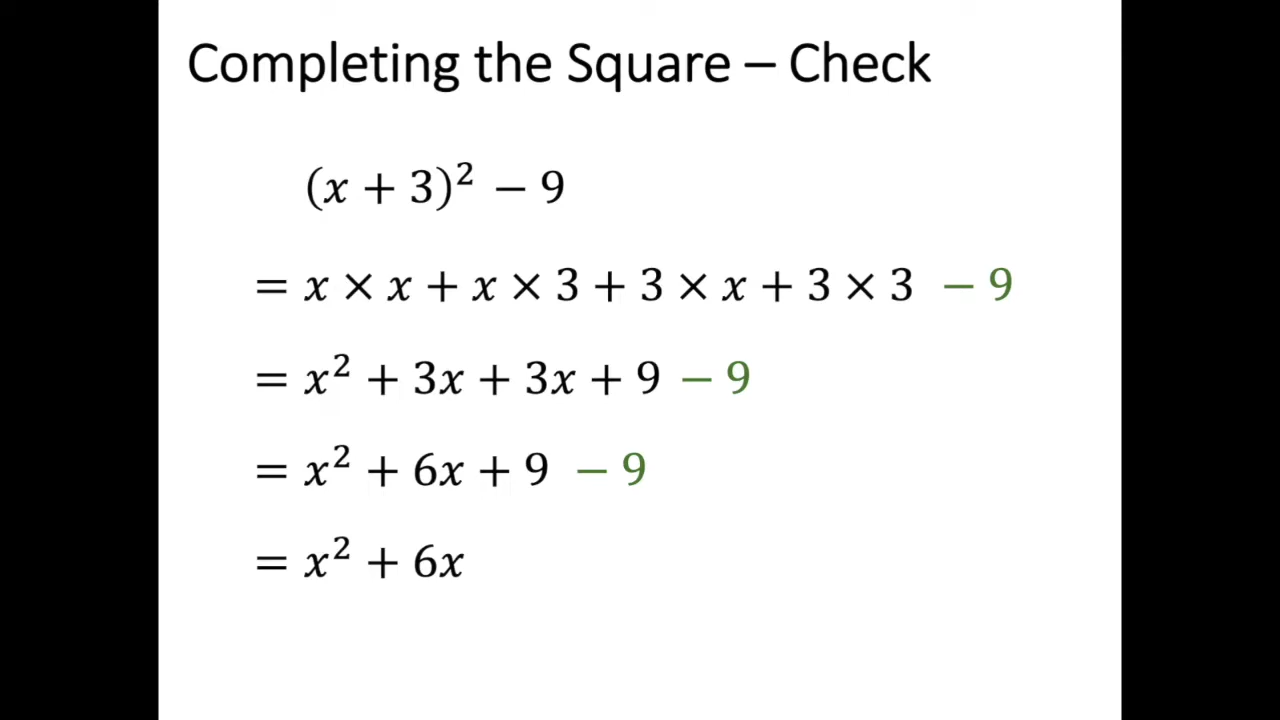 Completing the Square – Check
(x + 3)² − 9
= x × x + x × 3 + 3 × x + 3 × 3 − 9
= x² + 3x + 3x + 9 − 9
= x² + 6x + 9 − 9
= x² + 6x